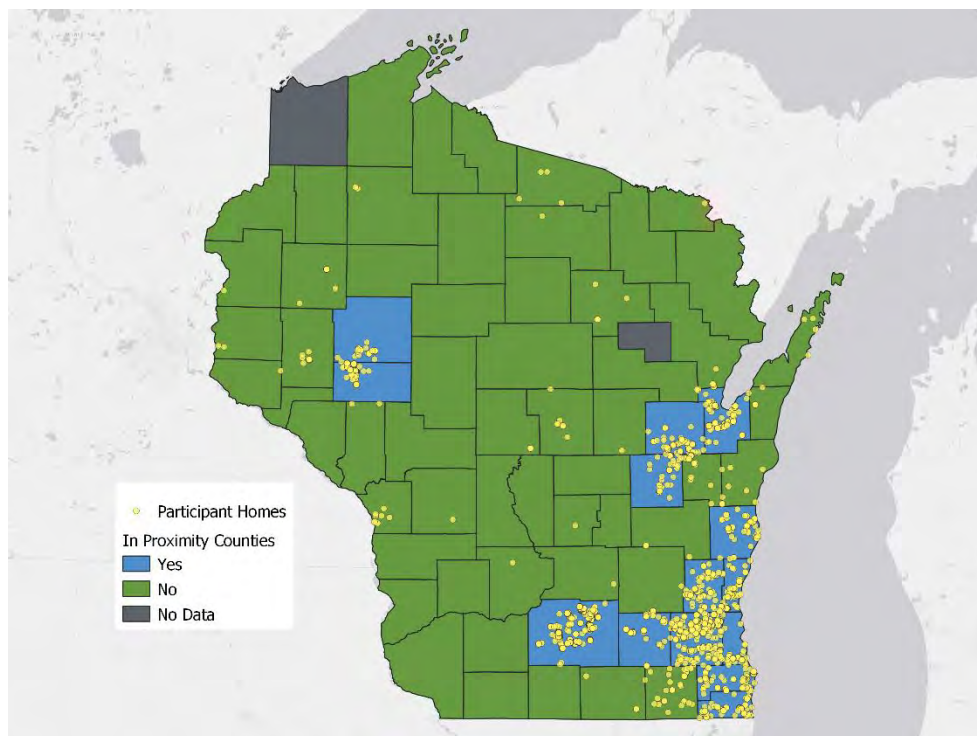 Participant Homes
In Proximity Counties
Yes
No
No Data